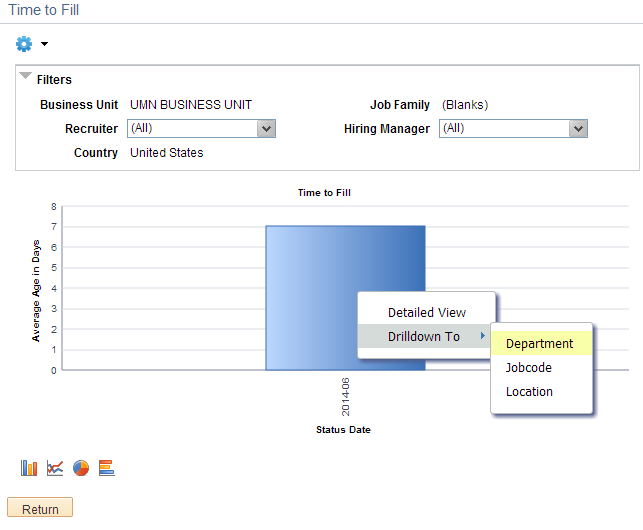 Time to Fill
Filters
Business Unit UMN BUSINESS UNIT Job Family (Blanks)
Recruiter (All) Hiring Manager (All)
Country United States
Time to Fill
8
7
6
5
4
3
2
1
0
Average Age in Days
Detailed View
Drilldown To
Department
Jobcode
Location
2014-06
Status Date
Return